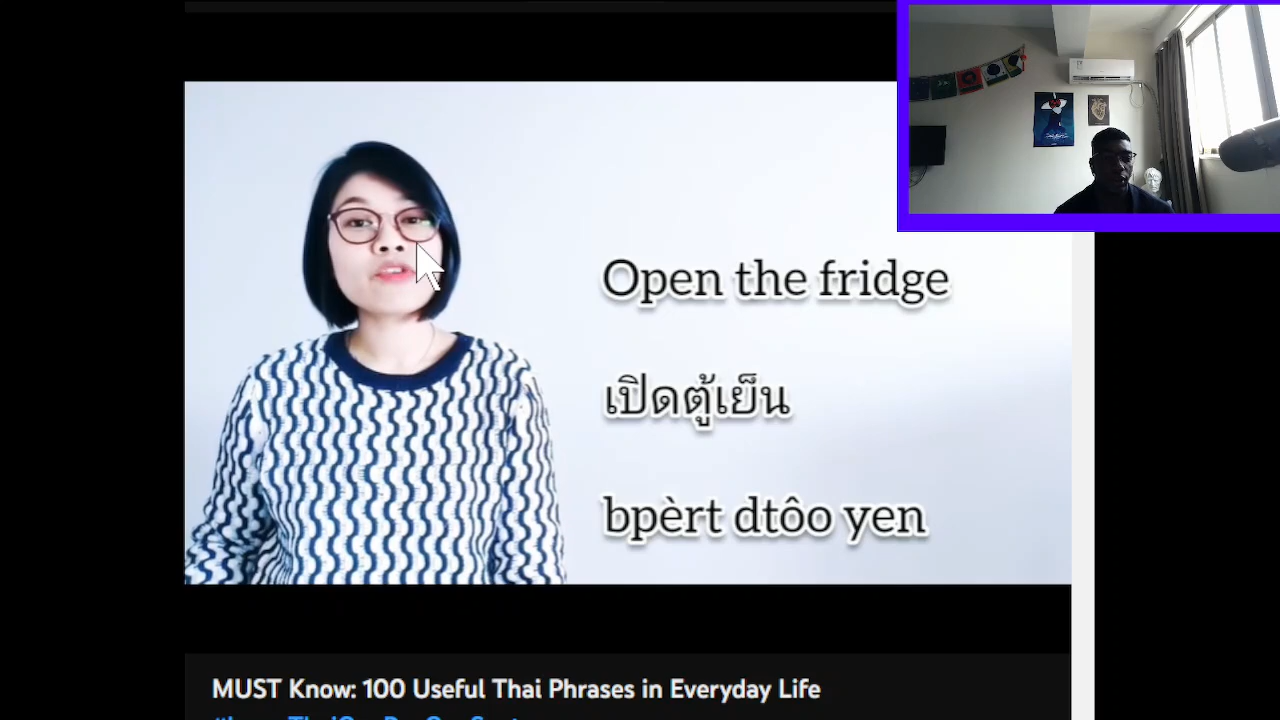 Open the fridge
เปิดตู้เย็น
bpèrt dtôo yen
MUST Know: 100 Useful Thai Phrases in Everyday Life